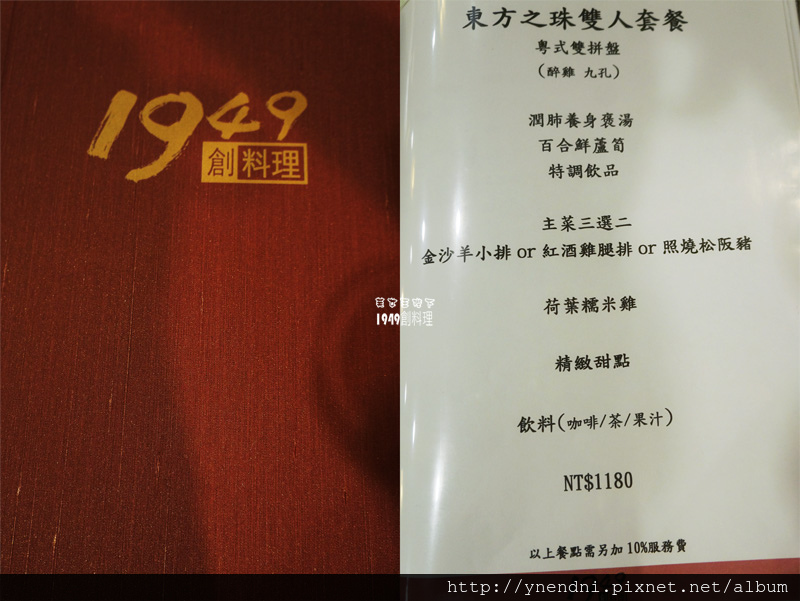 1949
創料理
東方之珠雙人套餐
粵式雙拼盤
(醉雞 九孔)
潤肺養身褒湯
百合鮮蘆筍
特調飲品
主菜三選二
金沙羊小排 or 紅酒雞腿排 or 照燒松阪豬
荷葉糯米雞
精緻甜點
飲料(咖啡/茶/果汁)
NT$1180
以上餐點需另加 10%服務費
1949創料理
http://ynendni.pixnet.net/album